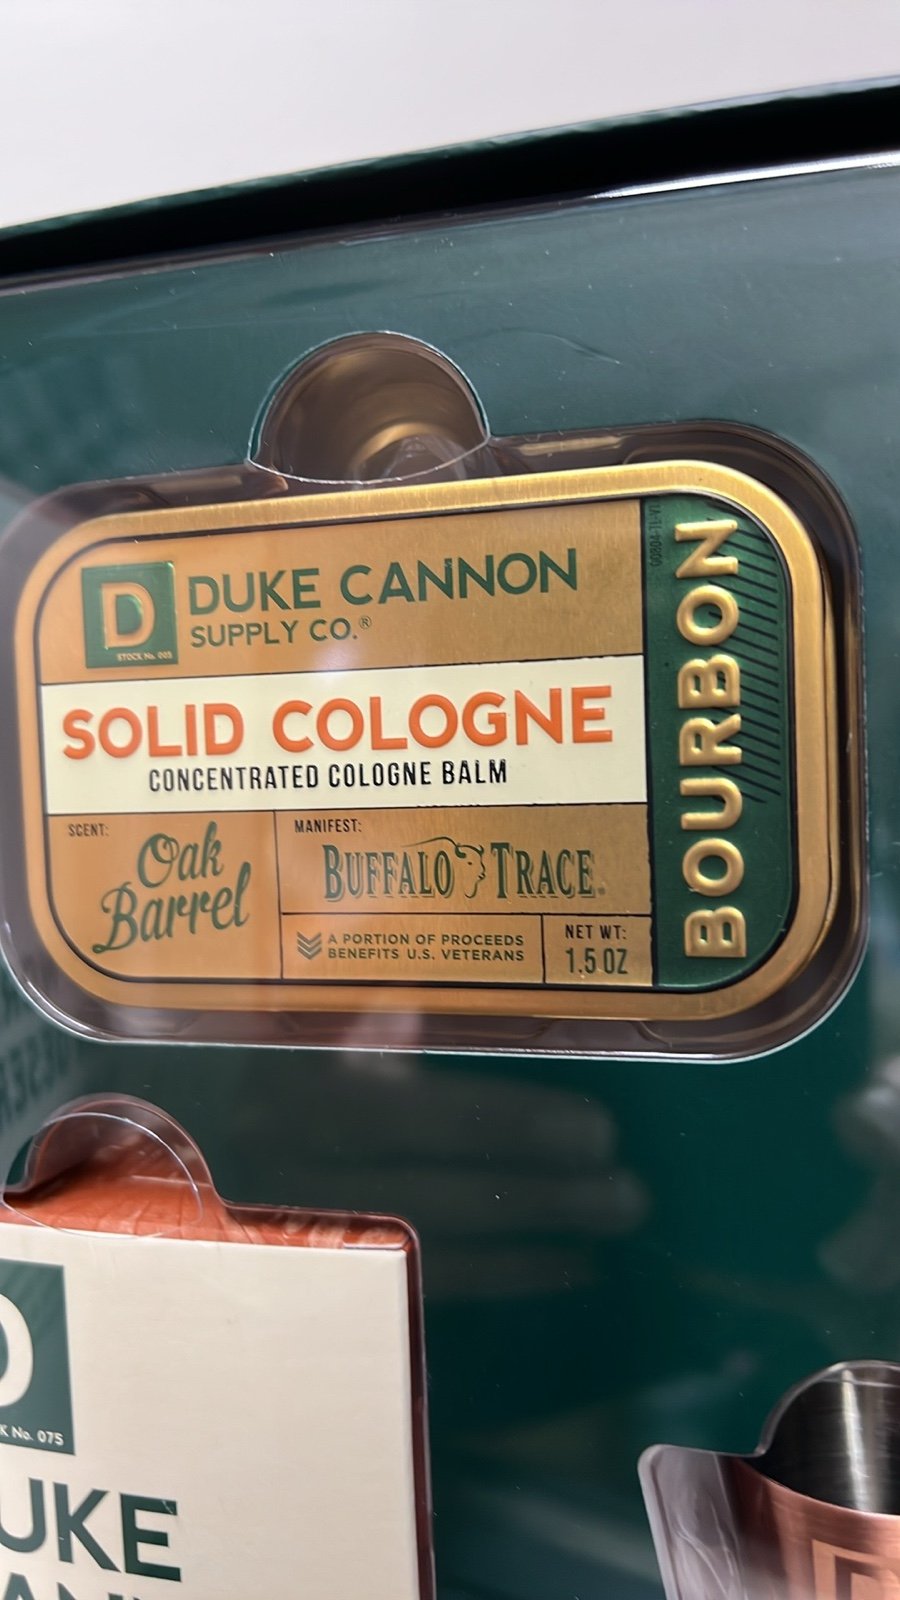 D
STOCK No. 003
DUKE CANNON
SUPPLY CO.®
SOLID COLOGNE
CONCENTRATED COLOGNE BALM
SCENT:
Oak
Barrel
MANIFEST:
BUFFALO TRACE
A PORTION OF PROCEEDS
BENEFITS U.S. VETERANS
NET WT:
1.5 OZ
BOURBON
K No. 075
UKE